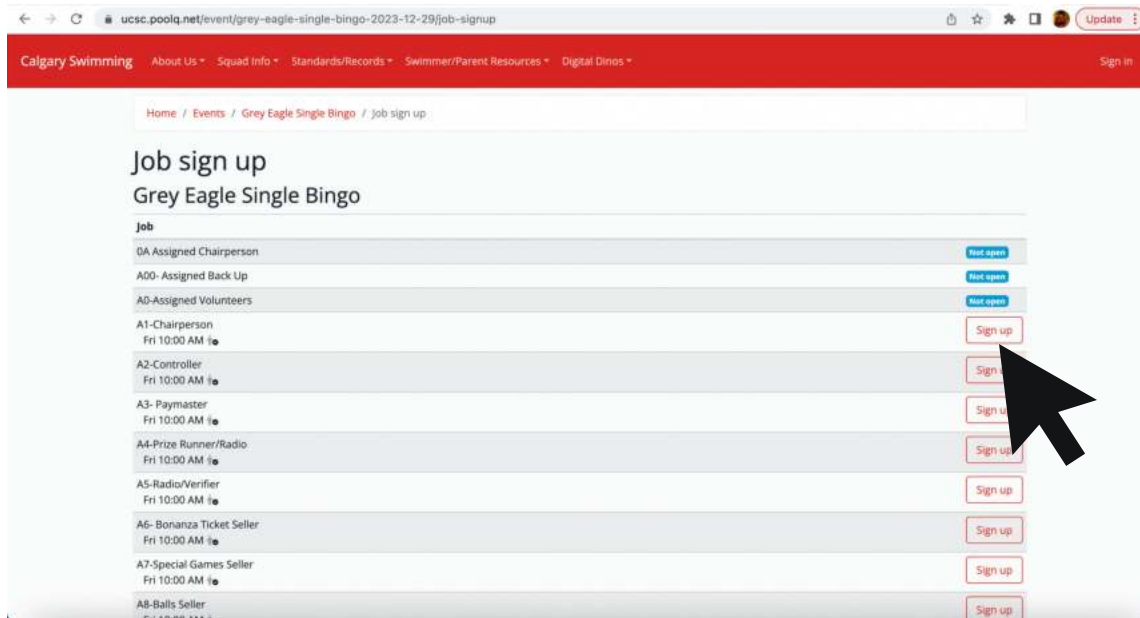 ucsc.poolq.net/event/grey-eagle-single-bingo-2023-12-29/job-signup
Update
Calgary Swimming About Us Squad Info Standards/Records Swimmer/Parent Resources Digital Dinos Sign in
Home / Events / Grey Eagle Single Bingo / Job sign up
Job sign up
Grey Eagle Single Bingo
Job
0A Assigned Chairperson Not open
A00- Assigned Back Up Not open
A0-Assigned Volunteers Not open
A1-Chairperson
Fri 10:00 AM
Sign up
A2-Controller
Fri 10:00 AM
Sign
A3- Paymaster
Fri 10:00 AM
Sign u
A4-Prize Runner/Radio
Fri 10:00 AM
Sign up
A5-Radio/Verifier
Fri 10:00 AM
Sign up
A6- Bonanza Ticket Seller
Fri 10:00 AM
Sign up
A7-Special Games Seller
Fri 10:00 AM
Sign up
A8-Balls Seller
Sign up